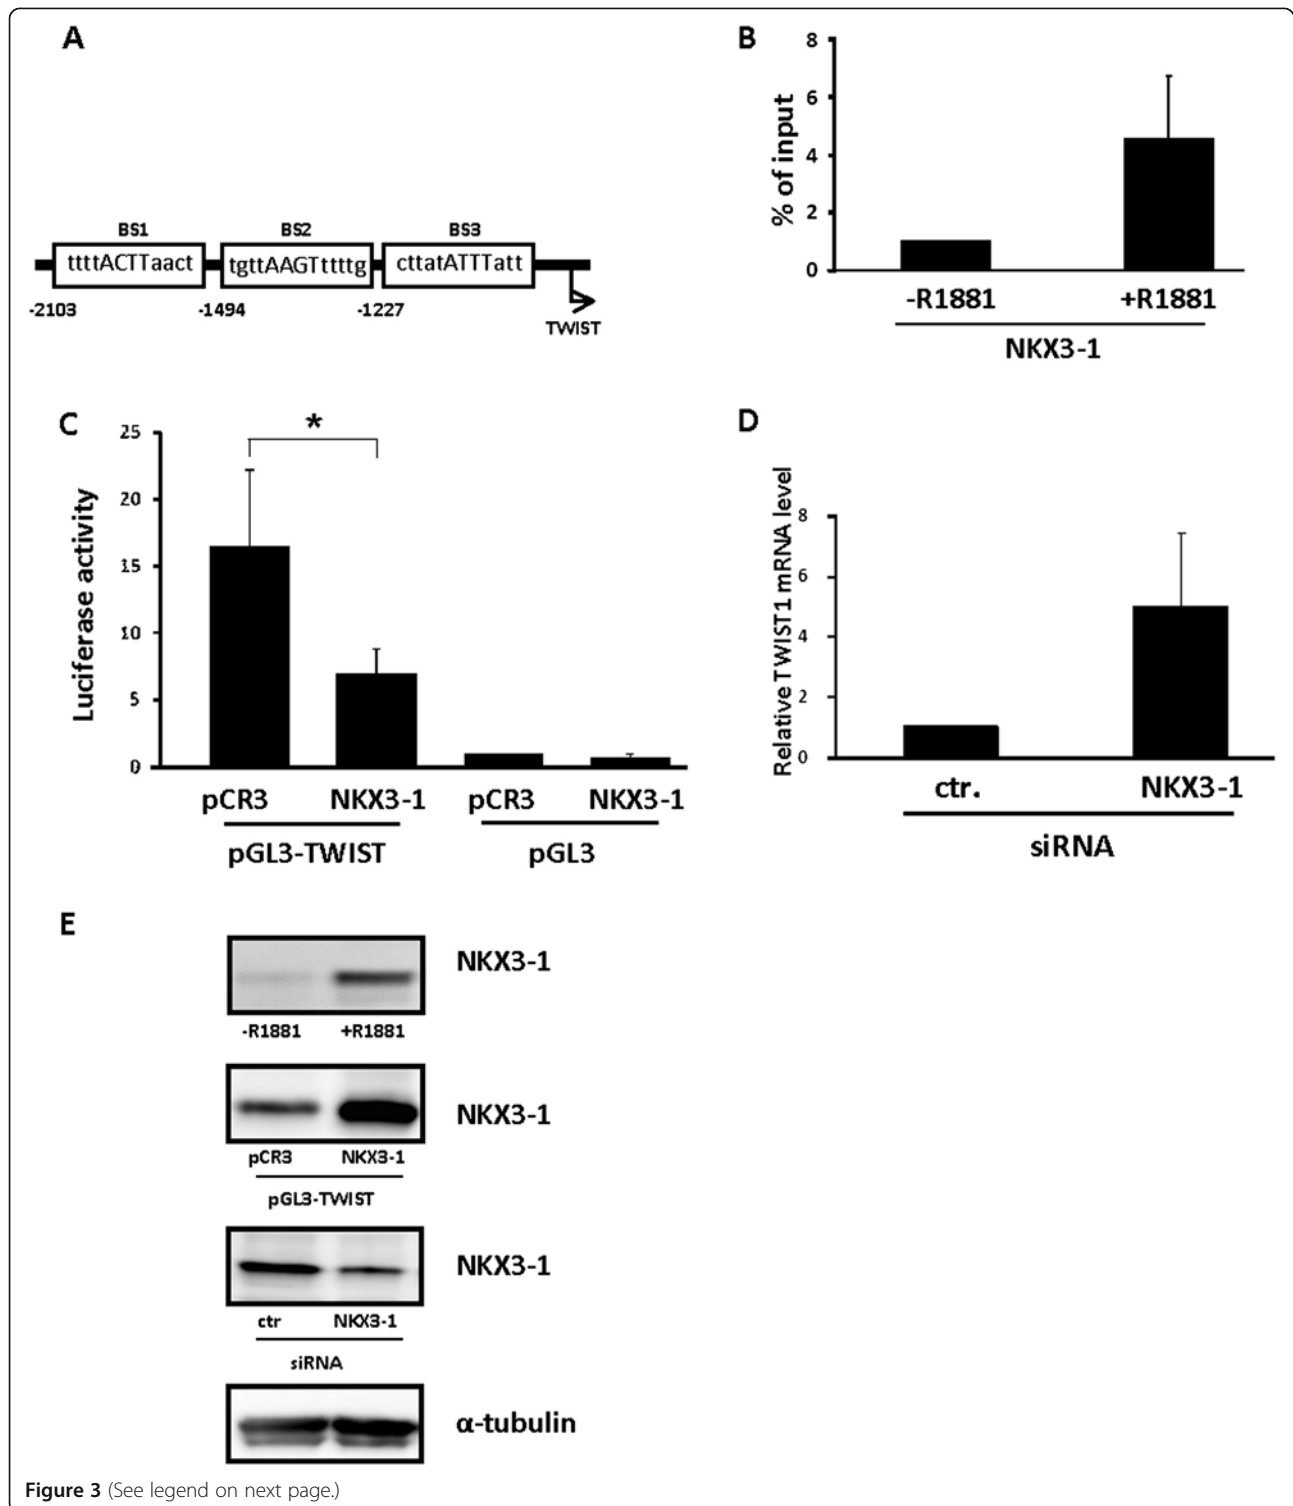 A
BS1 BS2 BS3
ttttACTTaact tgttAAGTttttg cttatATTTatt
-2103 -1494 -1227
TWIST
B
% of input
8
6
4
2
0
-R1881 +R1881
NKX3-1
C
Luciferase activity
25
20
15
10
5
0
*
pCR3 NKX3-1 pCR3 NKX3-1
pGL3-TWIST pGL3
D
Relative TWIST1 mRNA level
8
6
4
2
0
ctr. NKX3-1
siRNA
E
NKX3-1
-R1881 +R1881
NKX3-1
pCR3 NKX3-1
pGL3-TWIST
NKX3-1
ctr NKX3-1
siRNA
α-tubulin
Figure 3 (See legend on next page.)